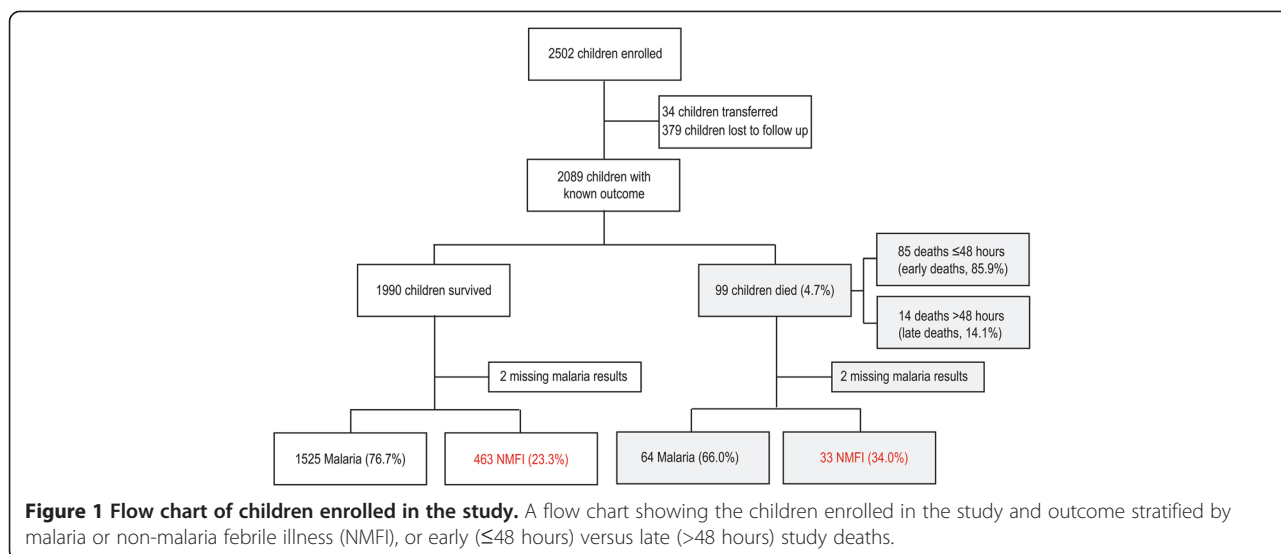 2502 children enrolled
34 children transferred
379 children lost to follow up
2089 children with
known outcome
1990 children survived
99 children died (4.7%)
85 deaths ≤48 hours
(early deaths, 85.9%)
14 deaths >48 hours
(late deaths, 14.1%)
2 missing malaria results
2 missing malaria results
1525 Malaria (76.7%)
463 NMFI (23.3%)
64 Malaria (66.0%)
33 NMFI (34.0%)
Figure 1 Flow chart of children enrolled in the study. A flow chart showing the children enrolled in the study and outcome stratified by
malaria or non-malaria febrile illness (NMFI), or early (≤48 hours) versus late (>48 hours) study deaths.